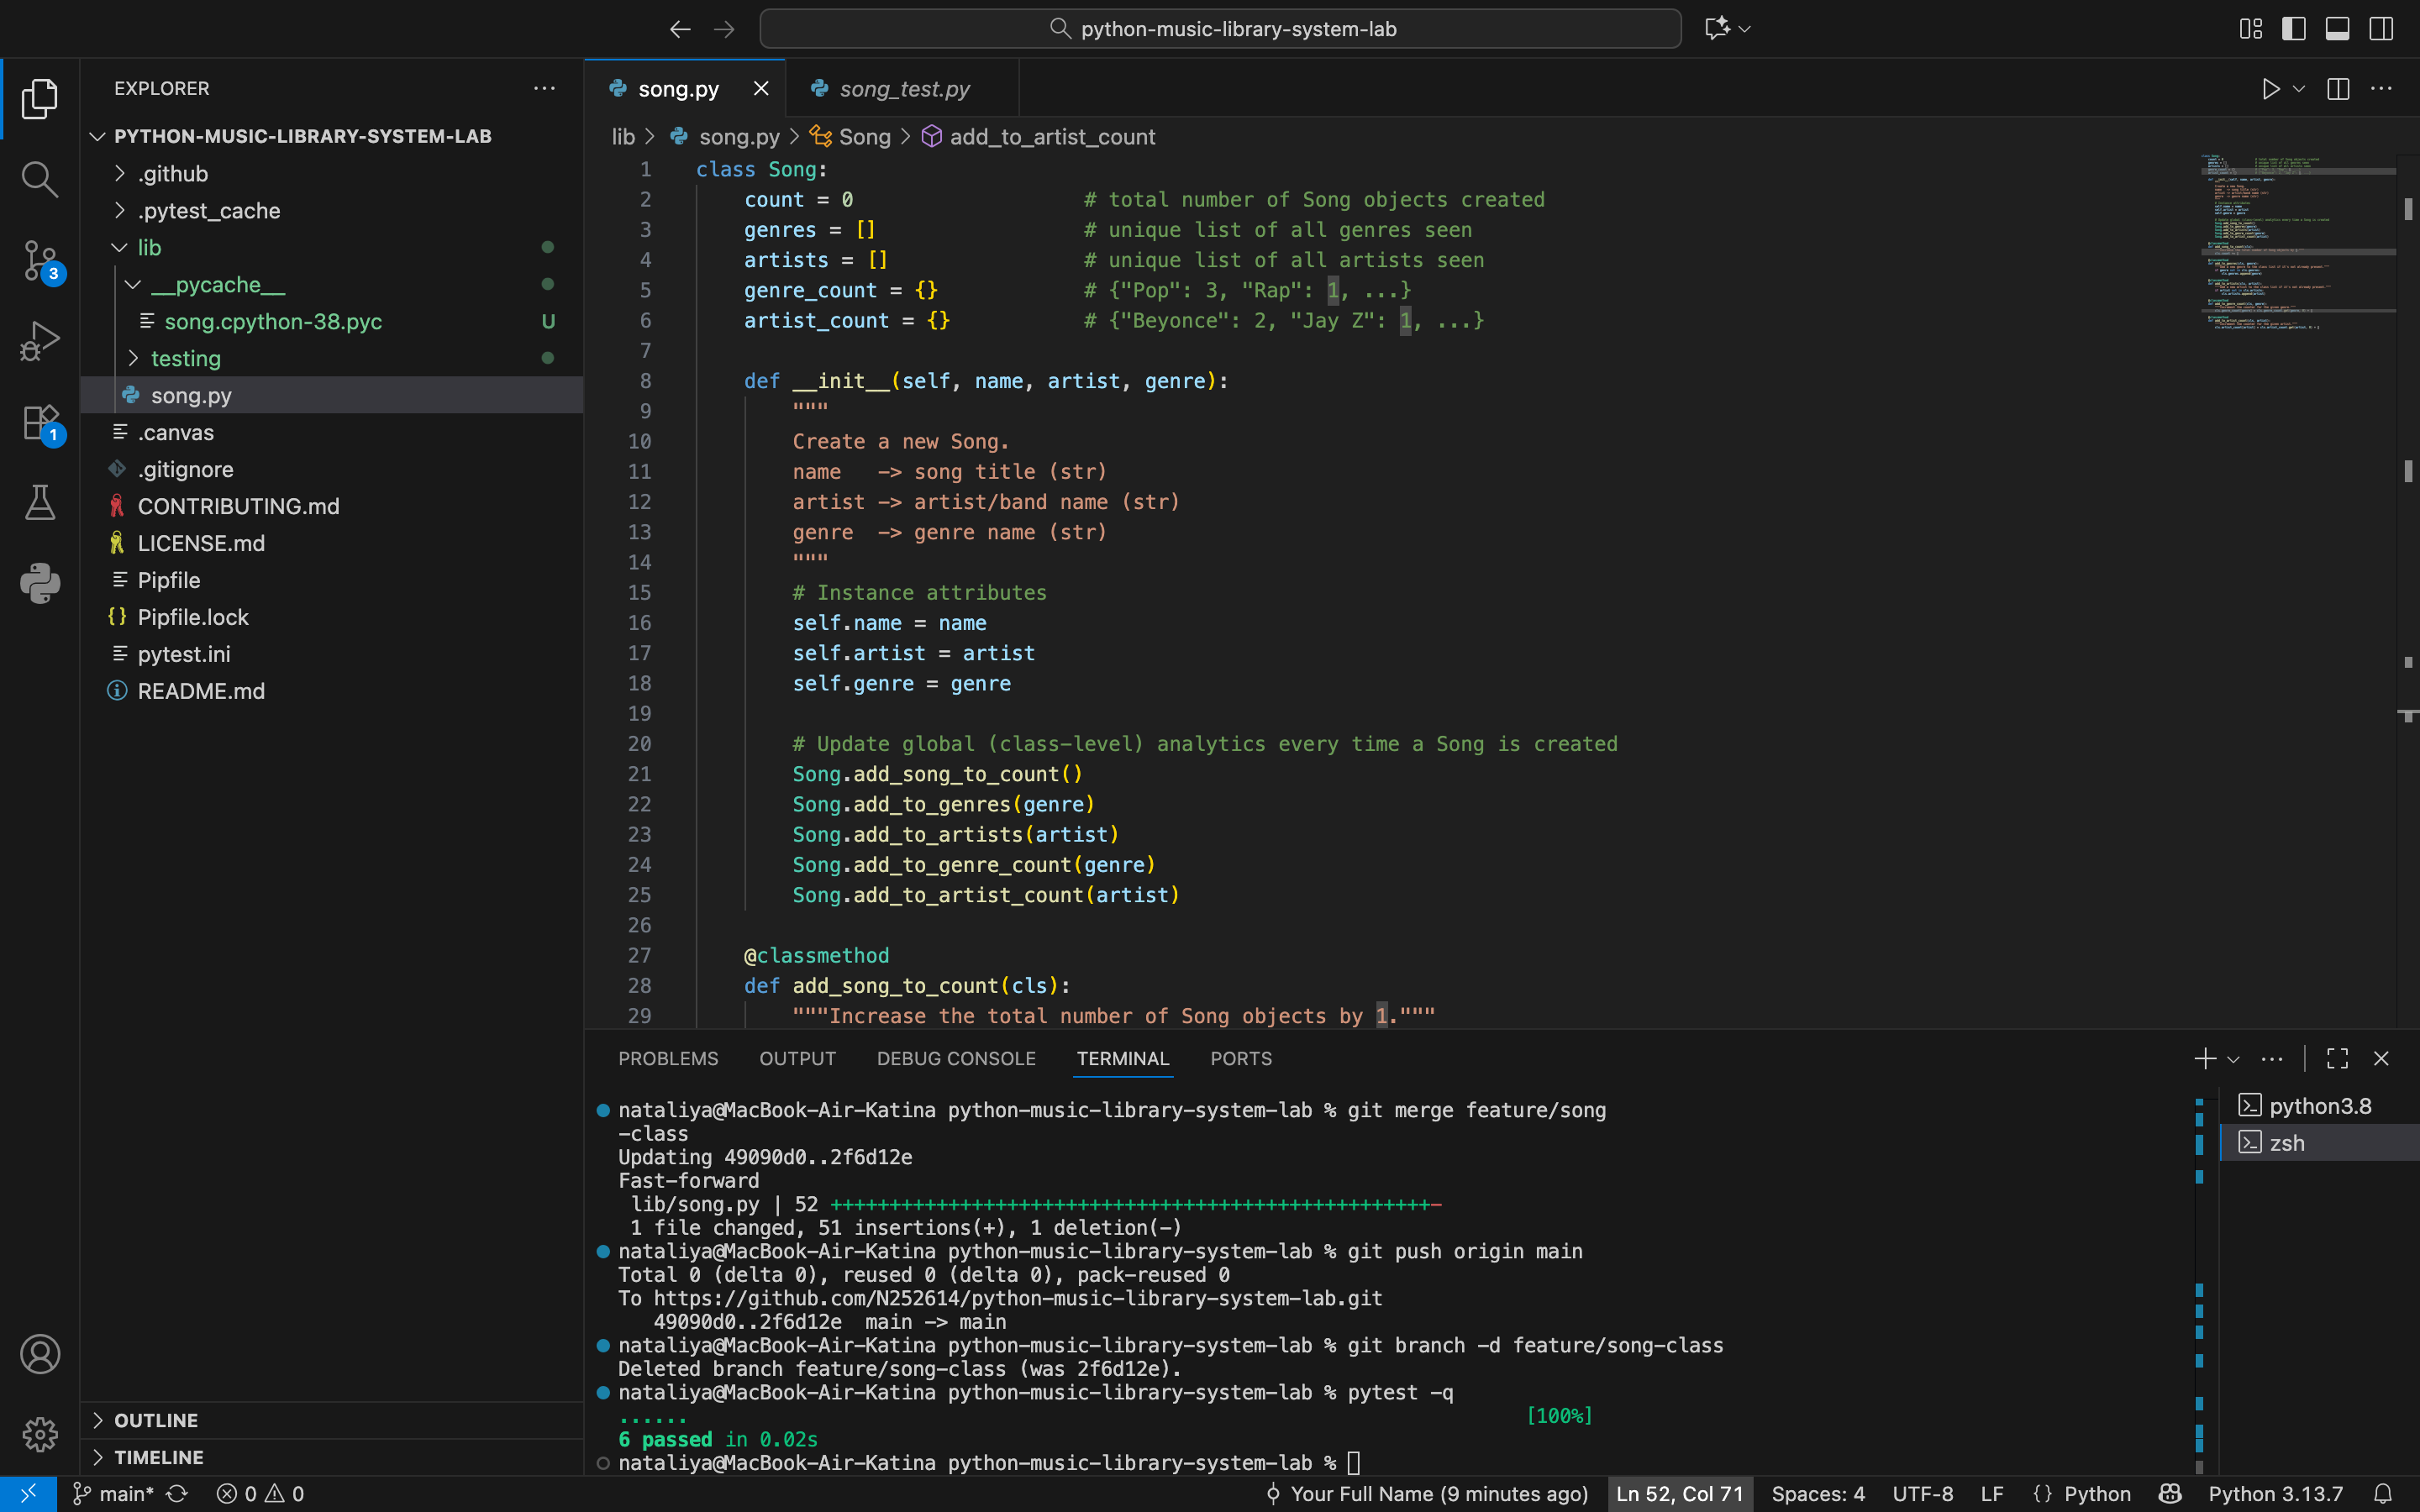 python-music-library-system-lab
EXPLORER
PYTHON-MUSIC-LIBRARY-SYSTEM-LAB
.github
.pytest_cache
lib
__pycache__
song.cpython-38.pyc U
testing
song.py
.canvas
.gitignore
CONTRIBUTING.md
LICENSE.md
Pipfile
Pipfile.lock
pytest.ini
README.md
OUTLINE
TIMELINE
3
1
song.py
song_test.py
lib > song.py > Song > add_to_artist_count
1 class Song:
2     count = 0                   # total number of Song objects created
3     genres = []                 # unique list of all genres seen
4     artists = []                # unique list of all artists seen
5     genre_count = {}            # {"Pop": 3, "Rap": 1, ...}
6     artist_count = {}           # {"Beyonce": 2, "Jay Z": 1, ...}
7
8     def __init__(self, name, artist, genre):
9         """
10         Create a new Song.
11         name   -> song title (str)
12         artist -> artist/band name (str)
13         genre  -> genre name (str)
14         """
15         # Instance attributes
16         self.name = name
17         self.artist = artist
18         self.genre = genre
19
20         # Update global (class-level) analytics every time a Song is created
21         Song.add_song_to_count()
22         Song.add_to_genres(genre)
23         Song.add_to_artists(artist)
24         Song.add_to_genre_count(genre)
25         Song.add_to_artist_count(artist)
26
27     @classmethod
28     def add_song_to_count(cls):
29         """Increase the total number of Song objects by 1."""
PROBLEMS OUTPUT DEBUG CONSOLE TERMINAL PORTS
nataliya@MacBook-Air-Katina python-music-library-system-lab % git merge feature/song
-class
Updating 49090d0..2f6d12e
Fast-forward
 lib/song.py | 52 +++++++++++++++++++++++++++++++++++++++++++++++++++-
 1 file changed, 51 insertions(+), 1 deletion(-)
nataliya@MacBook-Air-Katina python-music-library-system-lab % git push origin main
Total 0 (delta 0), reused 0 (delta 0), pack-reused 0
To https://github.com/N252614/python-music-library-system-lab.git
   49090d0..2f6d12e  main -> main
nataliya@MacBook-Air-Katina python-music-library-system-lab % git branch -d feature/song-class
Deleted branch feature/song-class (was 2f6d12e).
nataliya@MacBook-Air-Katina python-music-library-system-lab % pytest -q
...... [100%]
6 passed in 0.02s
nataliya@MacBook-Air-Katina python-music-library-system-lab %
python3.8
zsh
main* 0 0 Your Full Name (9 minutes ago) Ln 52, Col 71 Spaces: 4 UTF-8 LF {} Python Python 3.13.7